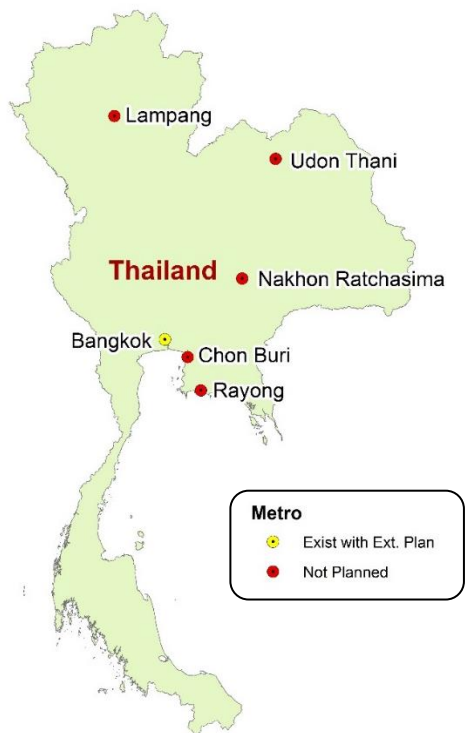 Lampang
Udon Thani
Thailand
Nakhon Ratchasima
Bangkok
Chon Buri
Rayong
Metro
Exist with Ext. Plan
Not Planned